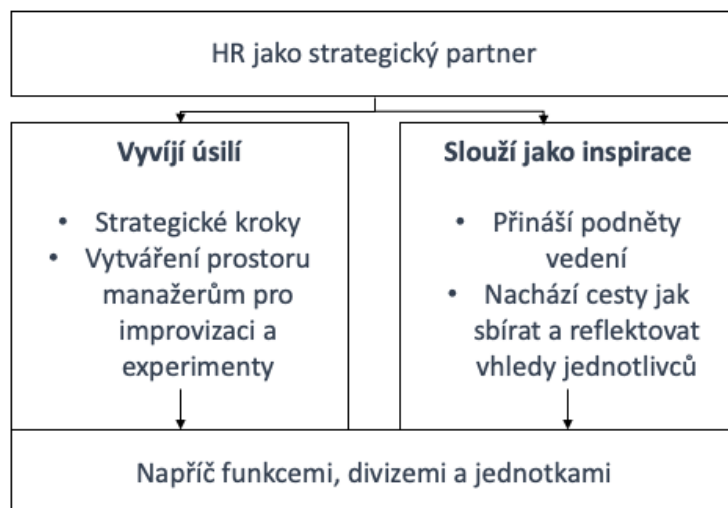 HR jako strategický partner
Vyvíjí úsilí
• Strategické kroky
• Vytváření prostoru
manažerům pro
improvizaci a
experimenty
Slouží jako inspirace
• Přináší podněty
vedení
• Nachází cesty jak
sbírat a reflektovat
vhledy jednotlivců
Napříč funkcemi, divizemi a jednotkami